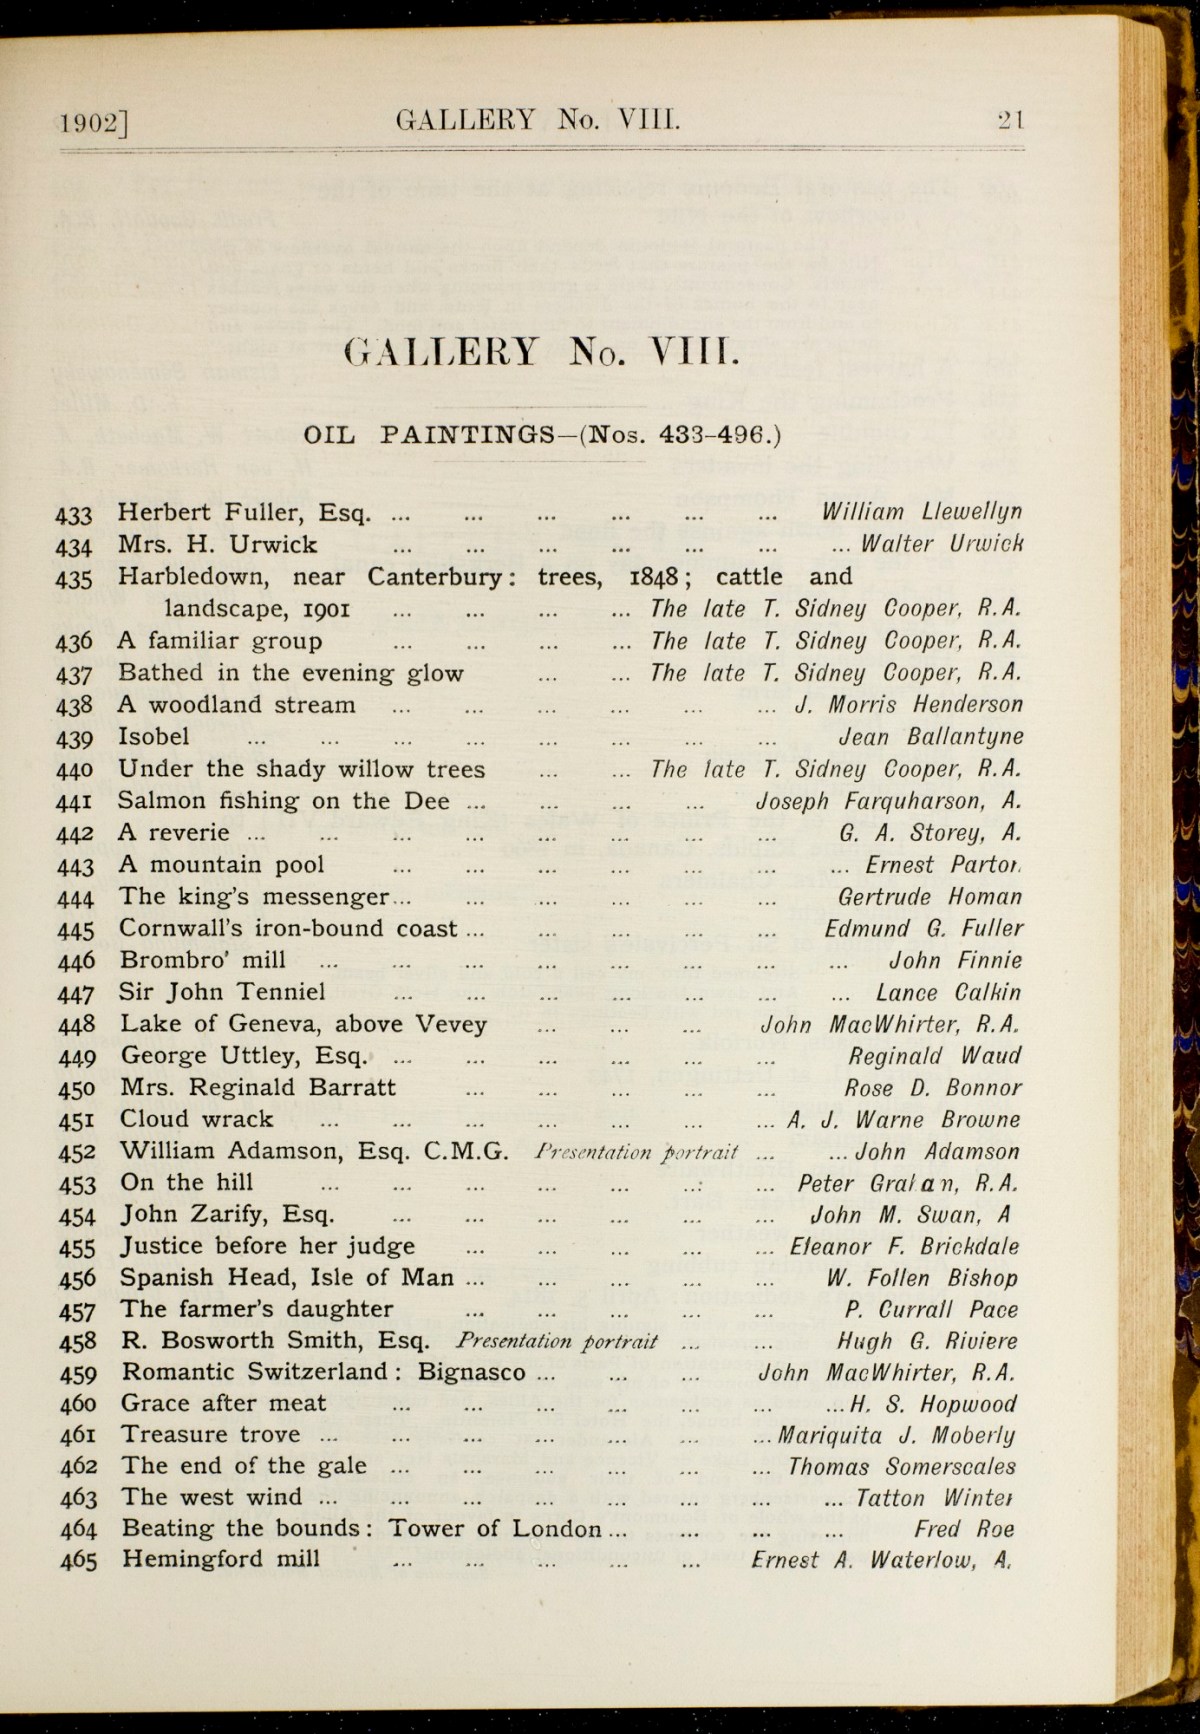 1902] GALLERY No. VIII. 21
GALLERY No. VIII.
OIL PAINTINGS—(Nos. 433-496.)
433 Herbert Fuller, Esq. ... ... ... ... ... ... William Llewellyn
434 Mrs. H. Urwick ... ... ... ... ... ... ... Walter Urwick
435 Harbledown, near Canterbury: trees, 1848; cattle and
landscape, 1901 ... ... ... ... The late T. Sidney Cooper, R.A.
436 A familiar group ... ... ... ... The late T. Sidney Cooper, R.A.
437 Bathed in the evening glow ... ... The late T. Sidney Cooper, R.A.
438 A woodland stream ... ... ... ... ... ... J. Morris Henderson
439 Isobel ... ... ... ... ... ... ... ... Jean Ballantyne
440 Under the shady willow trees ... ... The late T. Sidney Cooper, R.A.
441 Salmon fishing on the Dee ... ... ... ... Joseph Farquharson, A.
442 A reverie ... ... ... ... ... ... ... ... G. A. Storey, A.
443 A mountain pool ... ... ... ... ... ... ... Ernest Parton
444 The king's messenger... ... ... ... ... ... Gertrude Homan
445 Cornwall's iron-bound coast ... ... ... ... ... Edmund G. Fuller
446 Brombro' mill ... ... ... ... ... ... ... ... John Finnie
447 Sir John Tenniel ... ... ... ... ... ... ... Lance Calkin
448 Lake of Geneva, above Vevey ... ... ... John MacWhirter, R.A.
449 George Uttley, Esq. ... ... ... ... ... ... Reginald Waud
450 Mrs. Reginald Barratt ... ... ... ... ... Rose D. Bonnor
451 Cloud wrack ... ... ... ... ... ... ... A. J. Warne Browne
452 William Adamson, Esq. C.M.G. Presentation portrait ... ... John Adamson
453 On the hill ... ... ... ... ... ... ... Peter Graham, R.A.
454 John Zarify, Esq. ... ... ... ... ... ... John M. Swan, A
455 Justice before her judge ... ... ... ... ... Eleanor F. Brickdale
456 Spanish Head, Isle of Man ... ... ... ... ... W. Follen Bishop
457 The farmer's daughter ... ... ... ... ... P. Currall Pace
458 R. Bosworth Smith, Esq. Presentation portrait ... ... Hugh G. Riviere
459 Romantic Switzerland: Bignasco ... ... ... John MacWhirter, R.A.
460 Grace after meat ... ... ... ... ... ... ... H. S. Hopwood
461 Treasure trove ... ... ... ... ... ... ... Mariquita J. Moberly
462 The end of the gale ... ... ... ... ... ... Thomas Somerscales
463 The west wind ... ... ... ... ... ... ... ... Tatton Winter
464 Beating the bounds: Tower of London ... ... ... ... Fred Roe
465 Hemingford mill ... ... ... ... ... Ernest A. Waterlow, A.